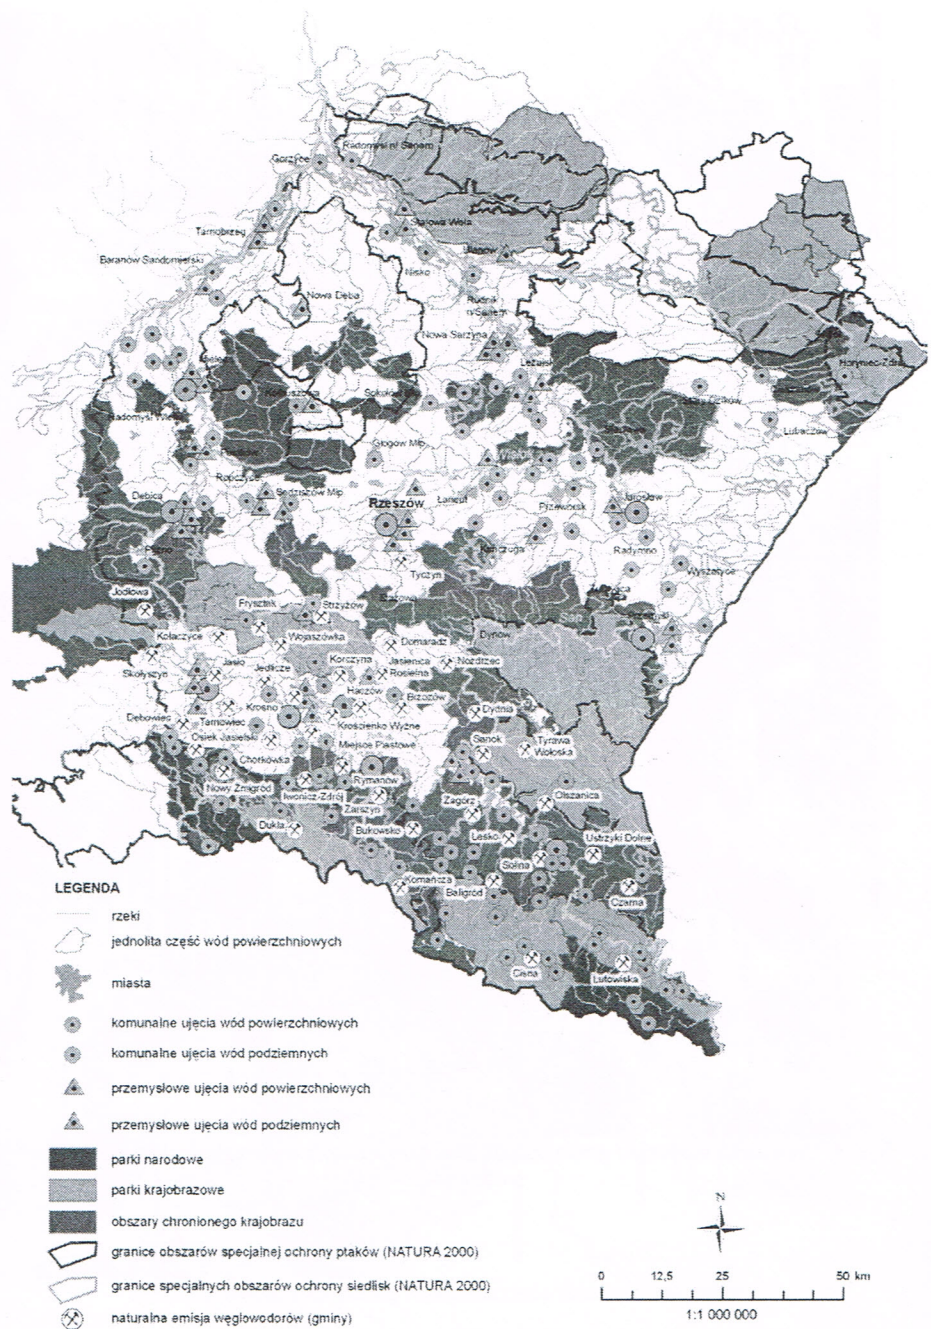 Radomyśl n/ Sanem
Gorzyce
Stalowa Wola
Tarnobrzeg
Ulanów
Baranów Sandomierski
Nisko
Nowa Dęba
Rudnik
n/Sanem
Nowa Sarzyna
Horyniec-Zdrój
Lubaczów
Głogów Młp
Ropczyce
Dębica
Sędziszów Młp
Rzeszów
Łańcut
Jarosław
Przeworsk
Radymno
Kańczuga
Pilzno
Tyczyn
Wyszatyce
Jodłowa
Frysztak
Strzyżów
Kołaczyce
Wojaszówka
Domaradz
Dynów
Skołyszyn
Jasło
Jedlicze
Korczyna
Jasienica
Rosielna
Nozdrzec
Haczów
Brzozów
Dębowiec
Tarnowiec
Krosno
Krościenko Wyżne
Dydnia
Osiek Jasielski
Miejsce Piastowe
Sanok
Tyrawa
Wołoska
Chorkówka
Rymanów
Nowy Żmigród
Iwonicz-Zdrój
Zarszyn
Zagórz
Olszanica
Dukla
Bukowsko
Lesko
Ustrzyki Dolne
Solina
Komańcza
Baligród
Czarna
Cisna
Lutowiska
LEGENDA
rzeki
jednolita część wód powierzchniowych
miasta
komunalne ujęcia wód powierzchniowych
komunalne ujęcia wód podziemnych
przemysłowe ujęcia wód powierzchniowych
przemysłowe ujęcia wód podziemnych
parki narodowe
parki krajobrazowe
obszary chronionego krajobrazu
granice obszarów specjalnej ochrony ptaków (NATURA 2000)
granice specjalnych obszarów ochrony siedlisk (NATURA 2000)
naturalna emisja węglowodorów (gminy)
N
0 12,5 25 50 km
1:1 000 000